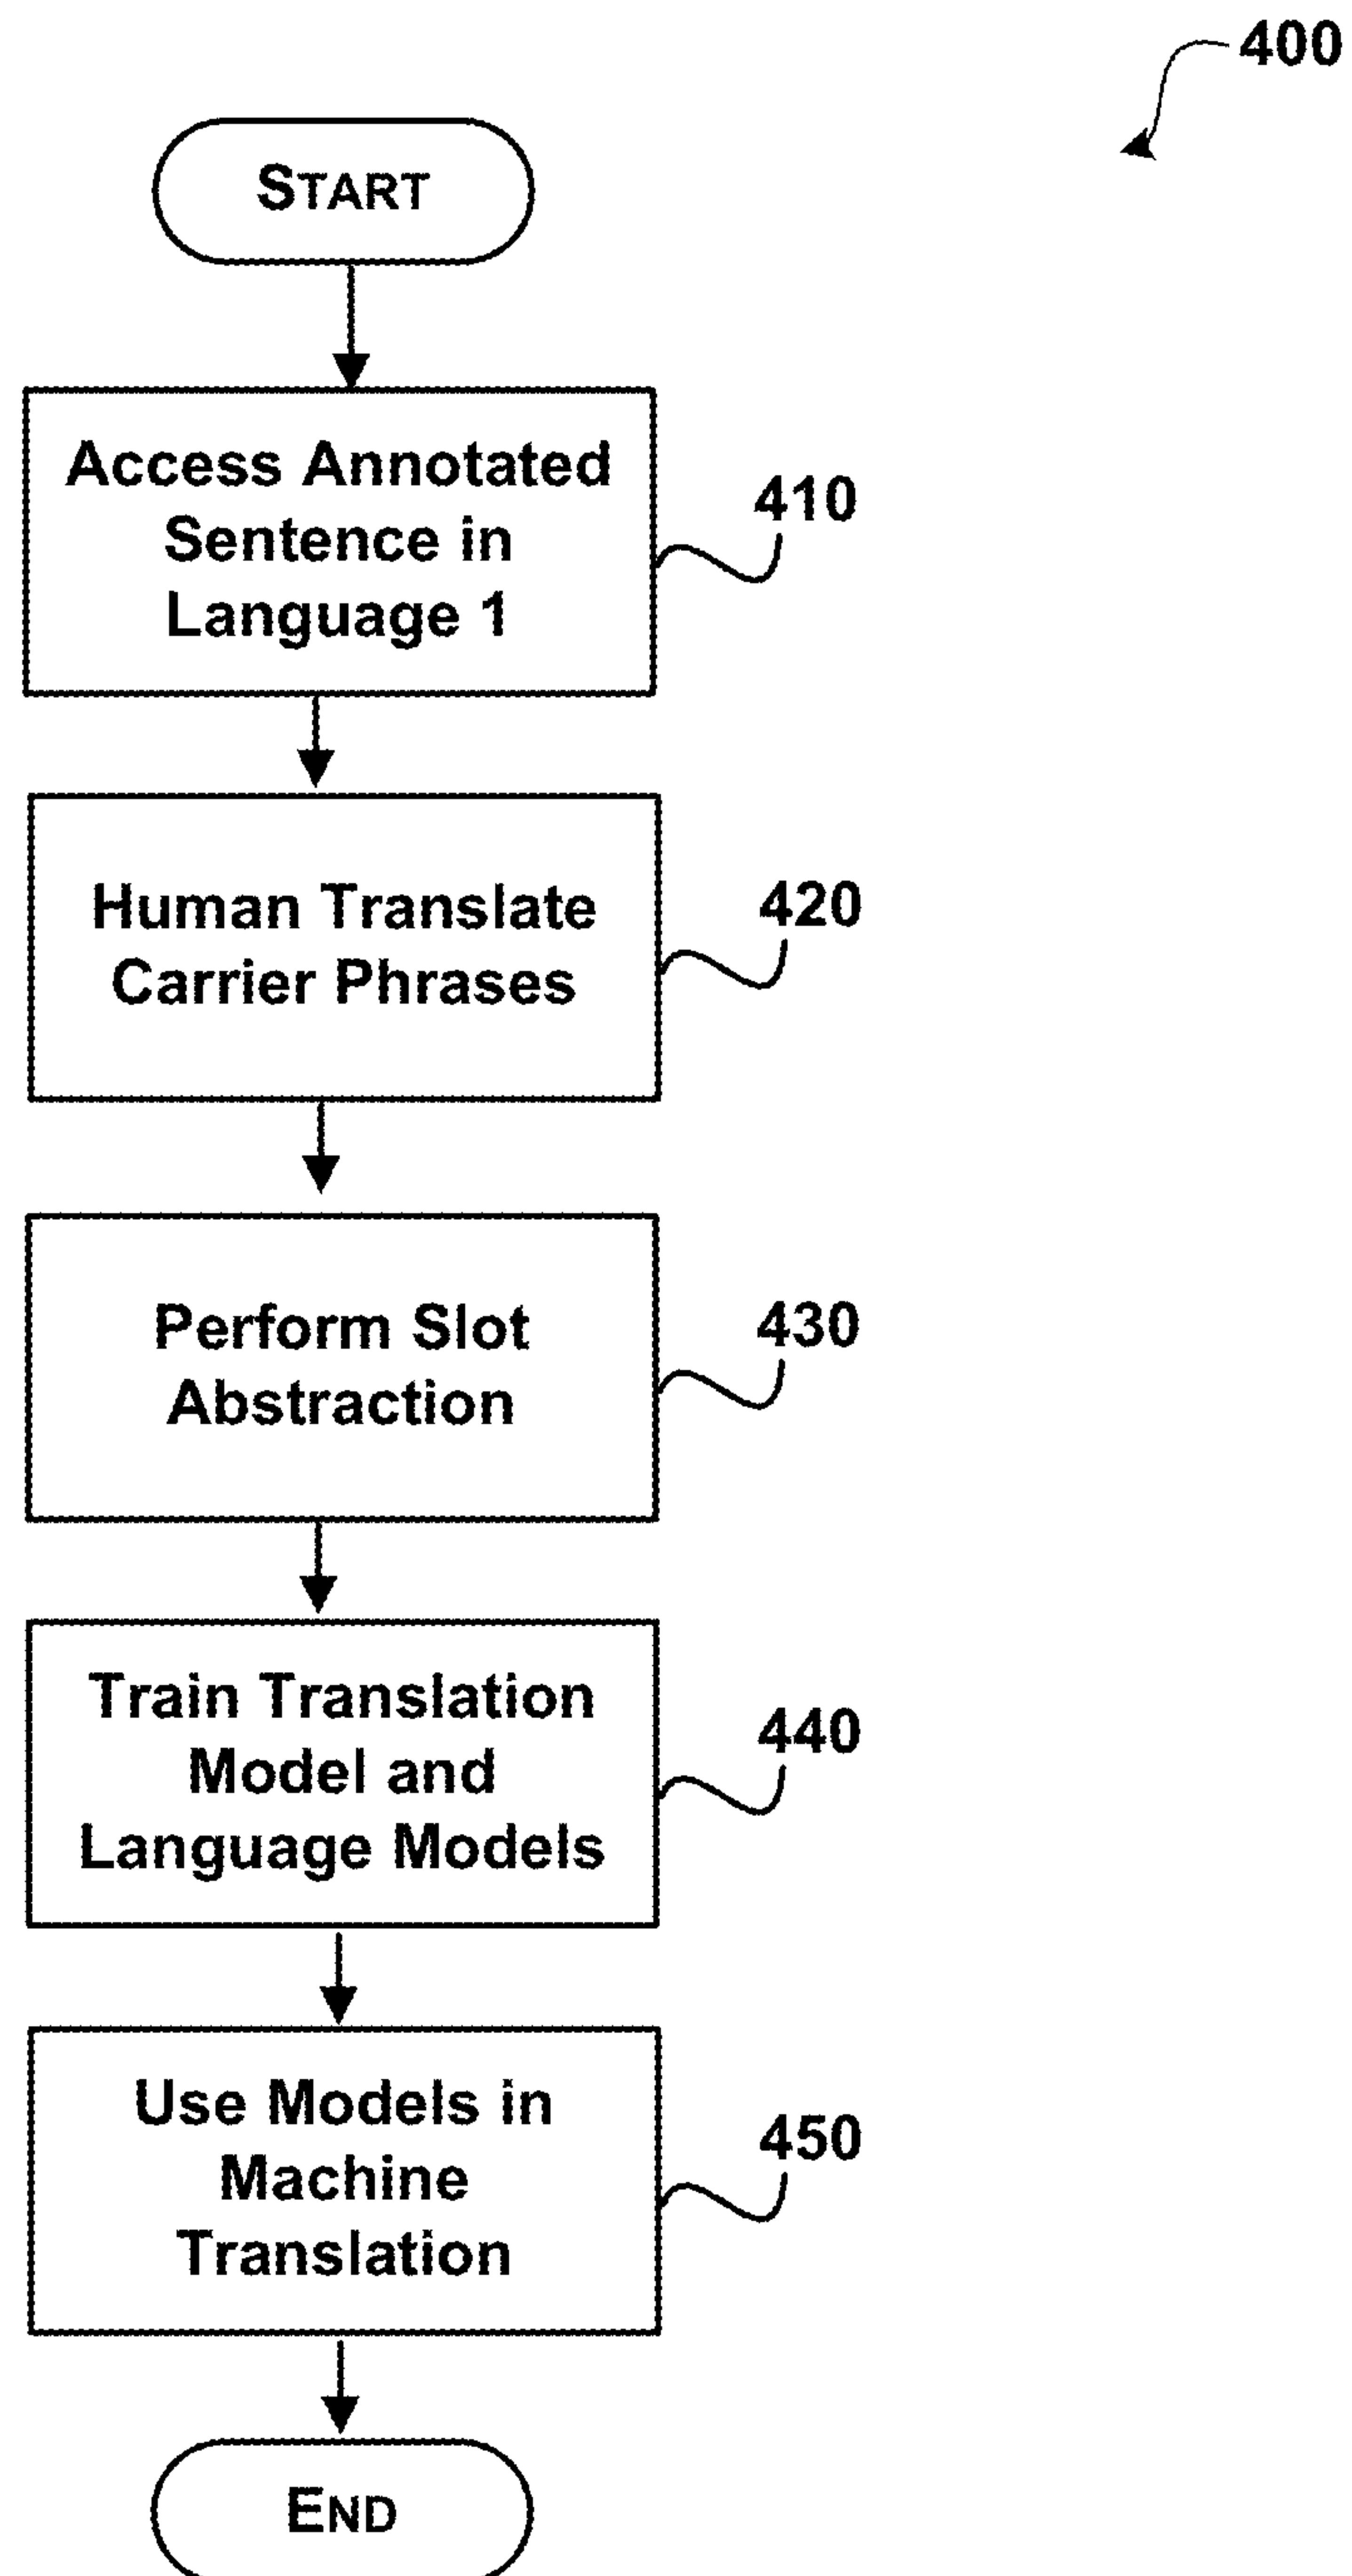 400
START
Access Annotated
Sentence in
Language 1
410
Human Translate
Carrier Phrases
420
Perform Slot
Abstraction
430
Train Translation
Model and
Language Models
440
Use Models in
Machine
Translation
450
END